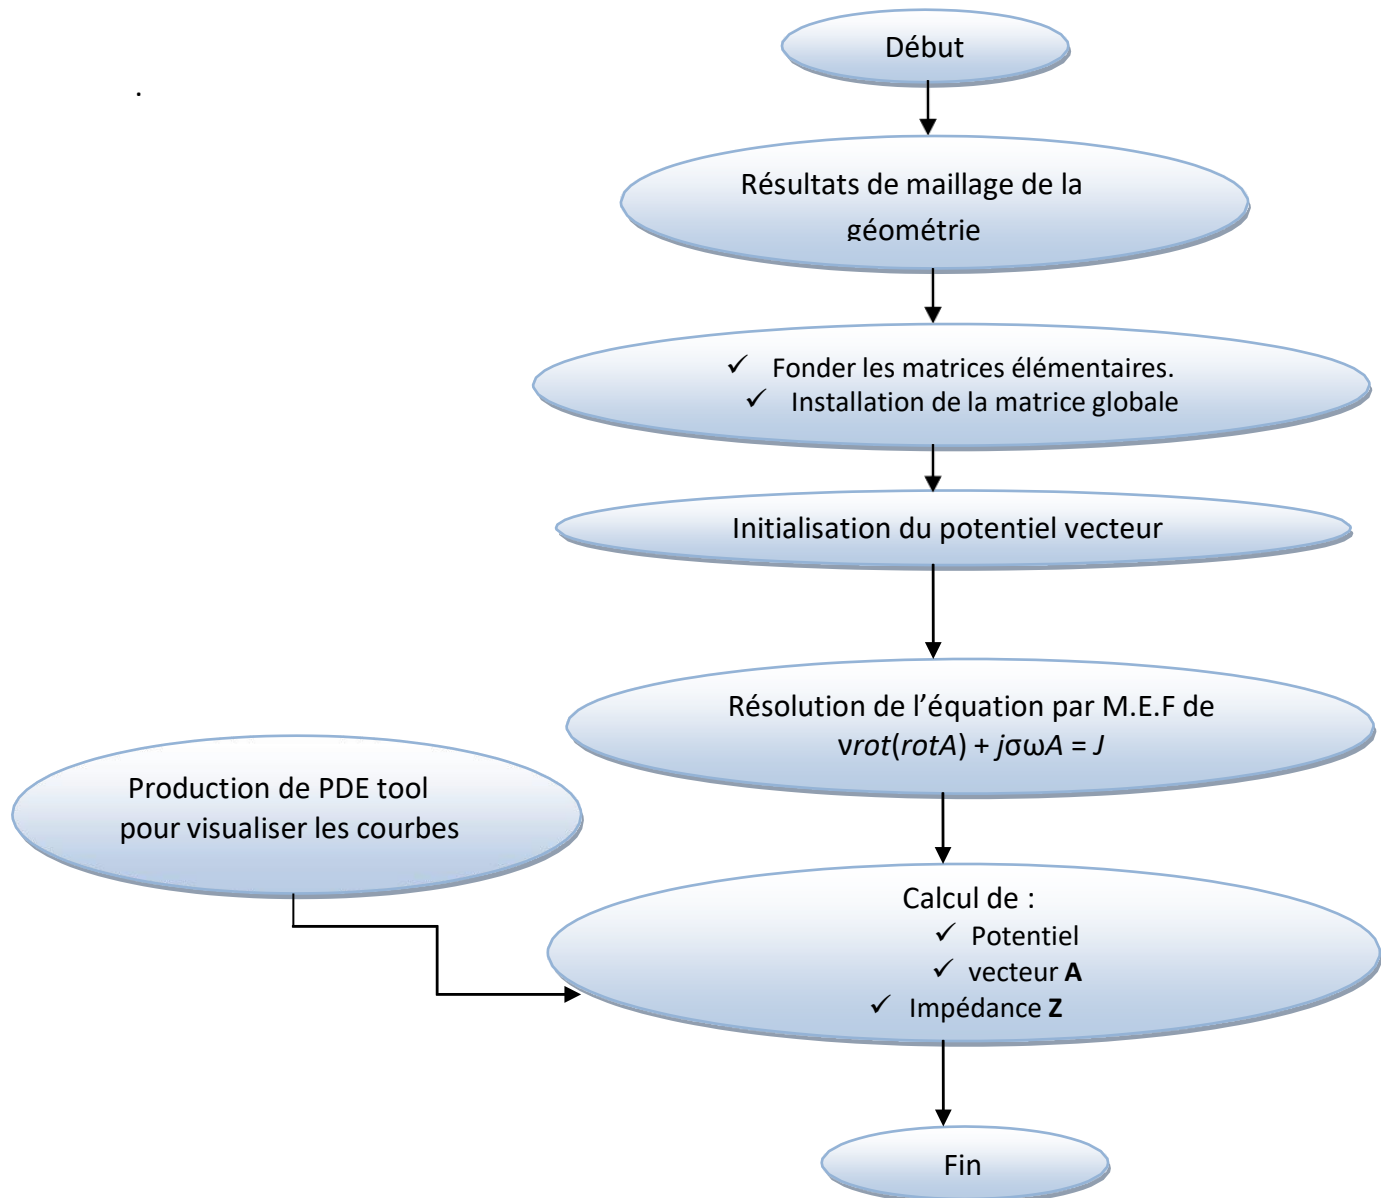 Début
.
Résultats de maillage de la
géométrie
✓ Fonder les matrices élémentaires.
✓ Installation de la matrice globale
Initialisation du potentiel vecteur
Résolution de l’équation par M.E.F de
νrot(rotA) + jσωA = J
Production de PDE tool
pour visualiser les courbes
Calcul de :
✓ Potentiel
✓ vecteur A
✓ Impédance Z
Fin